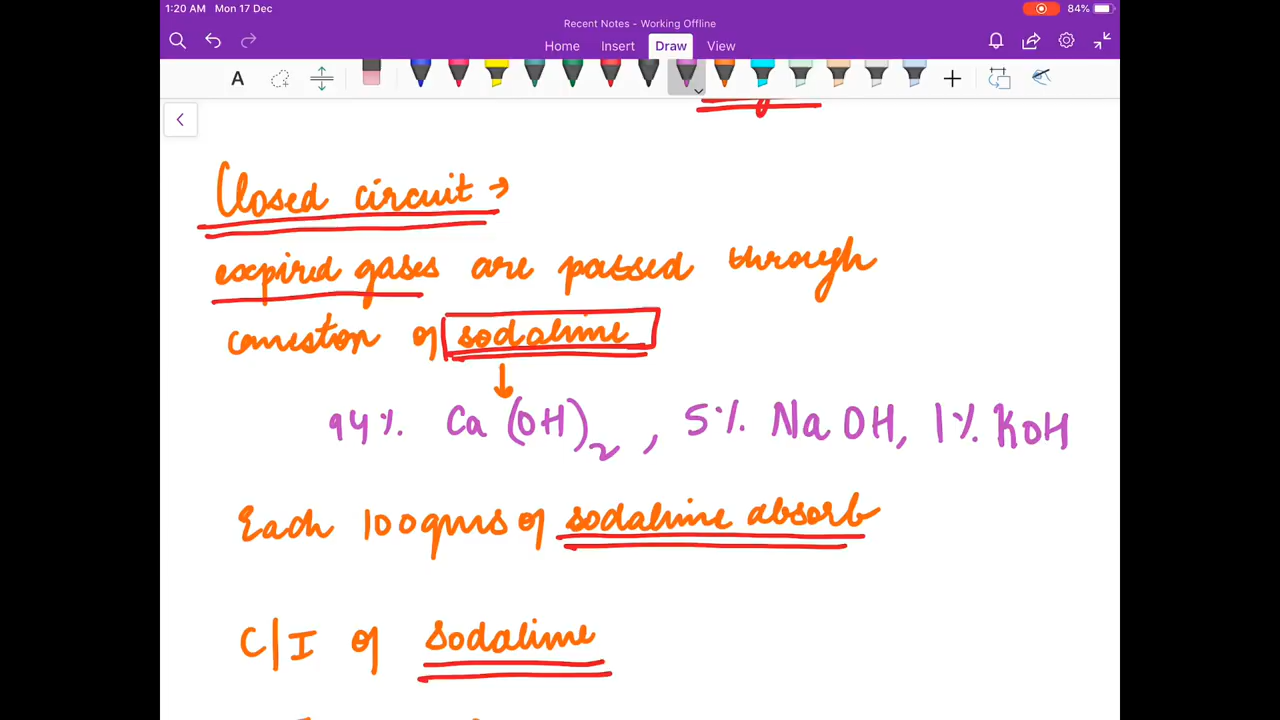 1:20 AM Mon 17 Dec
84%
Recent Notes - Working Offline
Home Insert Draw View
A
Closed circuit →
expired gases are passed through
of sodalime
94% Ca(OH)2, 5% NaOH, 1% KOH
Each 100gms of sodalime absorb
C/I of sodalime